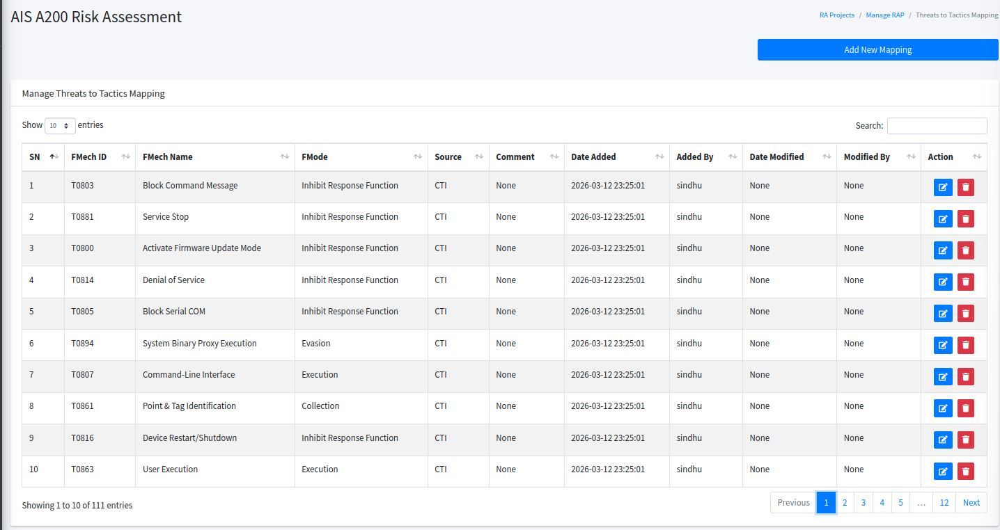 AIS A200 Risk Assessment
RA Projects / Manage RAP / Threats to Tactics Mapping
Add New Mapping
Manage Threats to Tactics Mapping
Show 10 entries
Search:
SN FMech ID FMech Name FMode Source Comment Date Added Added By Date Modified Modified By Action
1 T0803 Block Command Message Inhibit Response Function CTI None 2026-03-12 23:25:01 sindhu None None
2 T0881 Service Stop Inhibit Response Function CTI None 2026-03-12 23:25:01 sindhu None None
3 T0800 Activate Firmware Update Mode Inhibit Response Function CTI None 2026-03-12 23:25:01 sindhu None None
4 T0814 Denial of Service Inhibit Response Function CTI None 2026-03-12 23:25:01 sindhu None None
5 T0805 Block Serial COM Inhibit Response Function CTI None 2026-03-12 23:25:01 sindhu None None
6 T0894 System Binary Proxy Execution Evasion CTI None 2026-03-12 23:25:01 sindhu None None
7 T0807 Command-Line Interface Execution CTI None 2026-03-12 23:25:01 sindhu None None
8 T0861 Point & Tag Identification Collection CTI None 2026-03-12 23:25:01 sindhu None None
9 T0816 Device Restart/Shutdown Inhibit Response Function CTI None 2026-03-12 23:25:01 sindhu None None
10 T0863 User Execution Execution CTI None 2026-03-12 23:25:01 sindhu None None
Showing 1 to 10 of 111 entries
Previous 1 2 3 4 5 … 12 Next